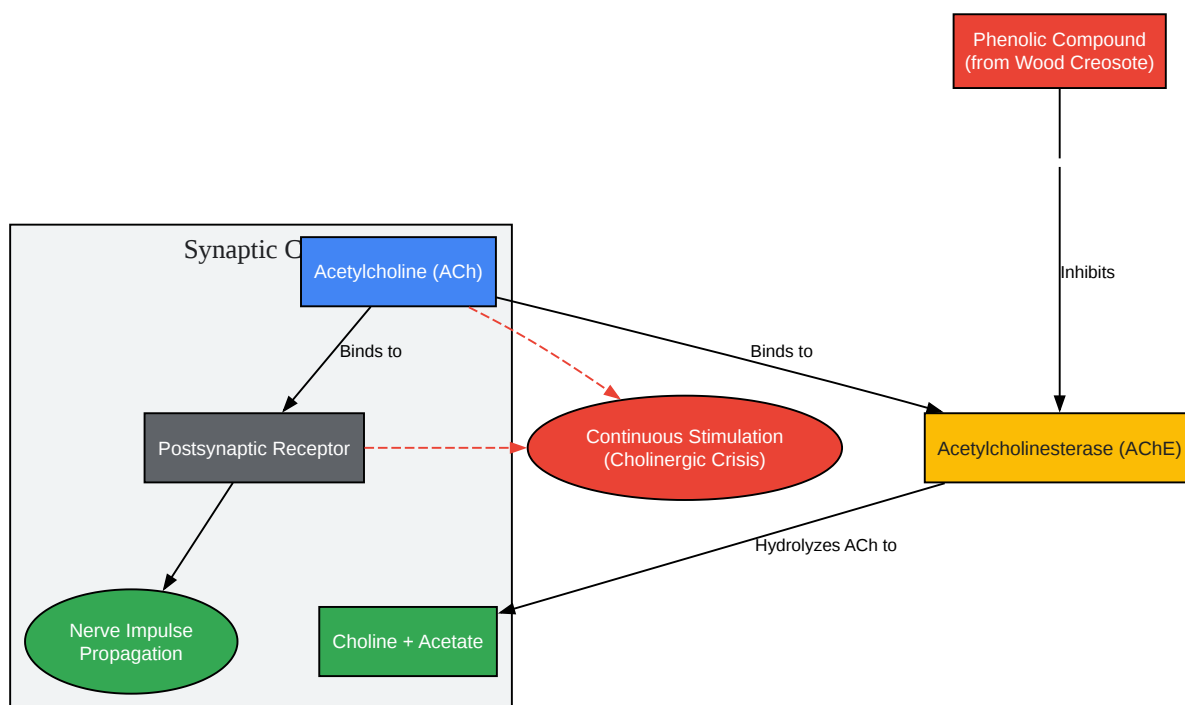 Phenolic Compound
(from Wood Creosote)
Synaptic C
Acetylcholine (ACh)
Inhibits
Binds to
Binds to
Postsynaptic Receptor
Continuous Stimulation
(Cholinergic Crisis)
Acetylcholinesterase (AChE)
Hydrolyzes ACh to
Nerve Impulse
Propagation
Choline + Acetate